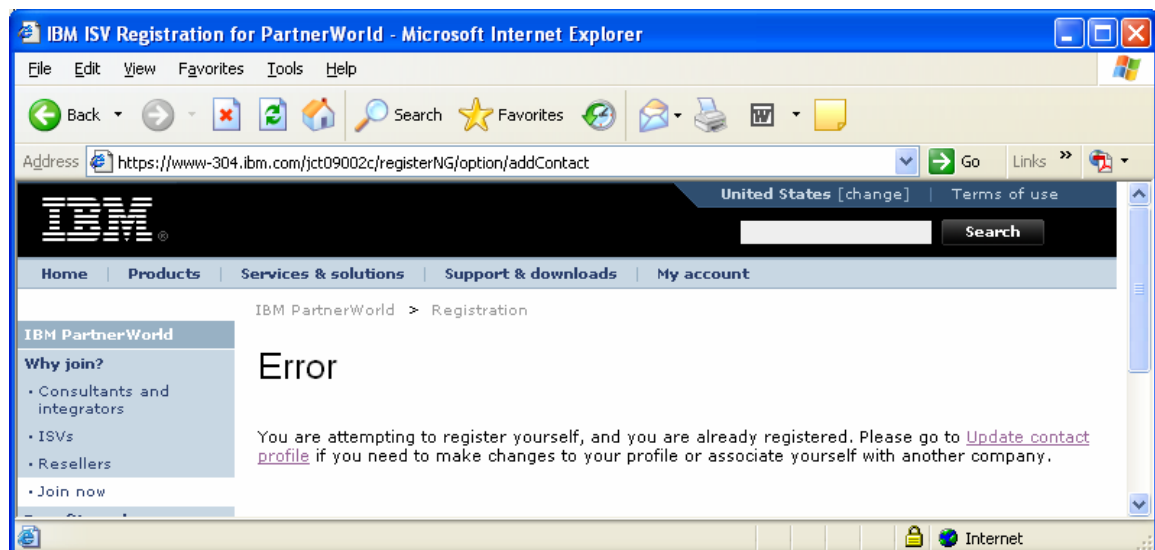 IBM ISV Registration for PartnerWorld - Microsoft Internet Explorer
File Edit View Favorites Tools Help
Back Search Favorites
Address https://www-304.ibm.com/jct09002c/registerNG/option/addContact Go Links »
United States [change] | Terms of use
IBM ®
Search
Home | Products | Services & solutions | Support & downloads | My account
IBM PartnerWorld > Registration
IBM PartnerWorld
Why join?
· Consultants and
integrators
· ISVs
· Resellers
· Join now
Error
You are attempting to register yourself, and you are already registered. Please go to Update contact
profile if you need to make changes to your profile or associate yourself with another company.
Internet